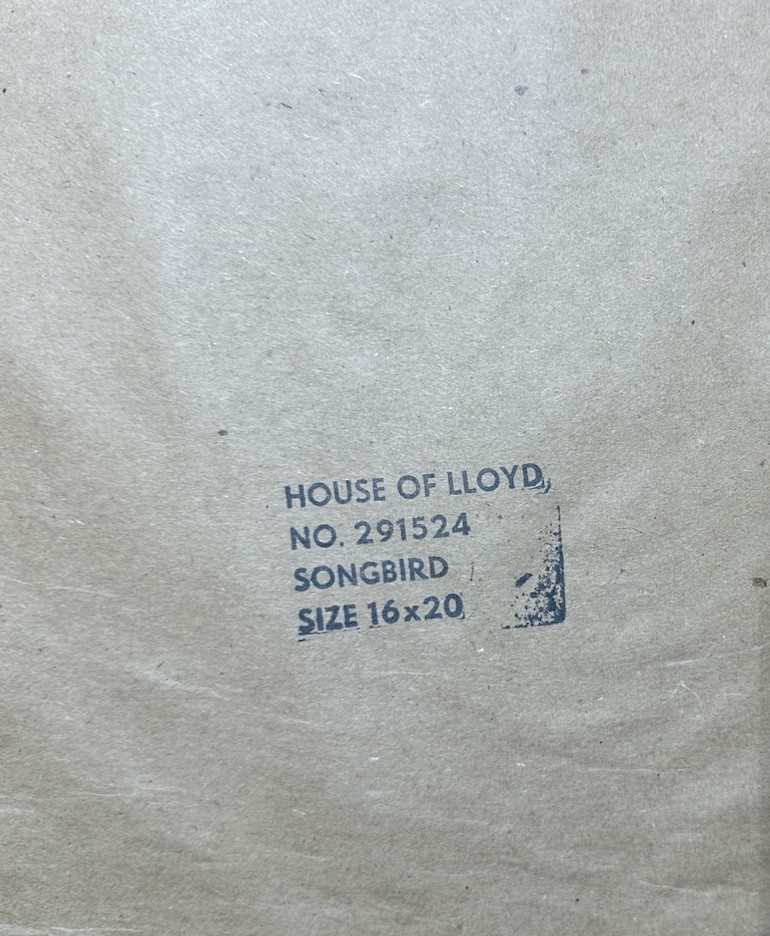 HOUSE OF LLOYD
NO. 291524
SONGBIRD
SIZE 16x20